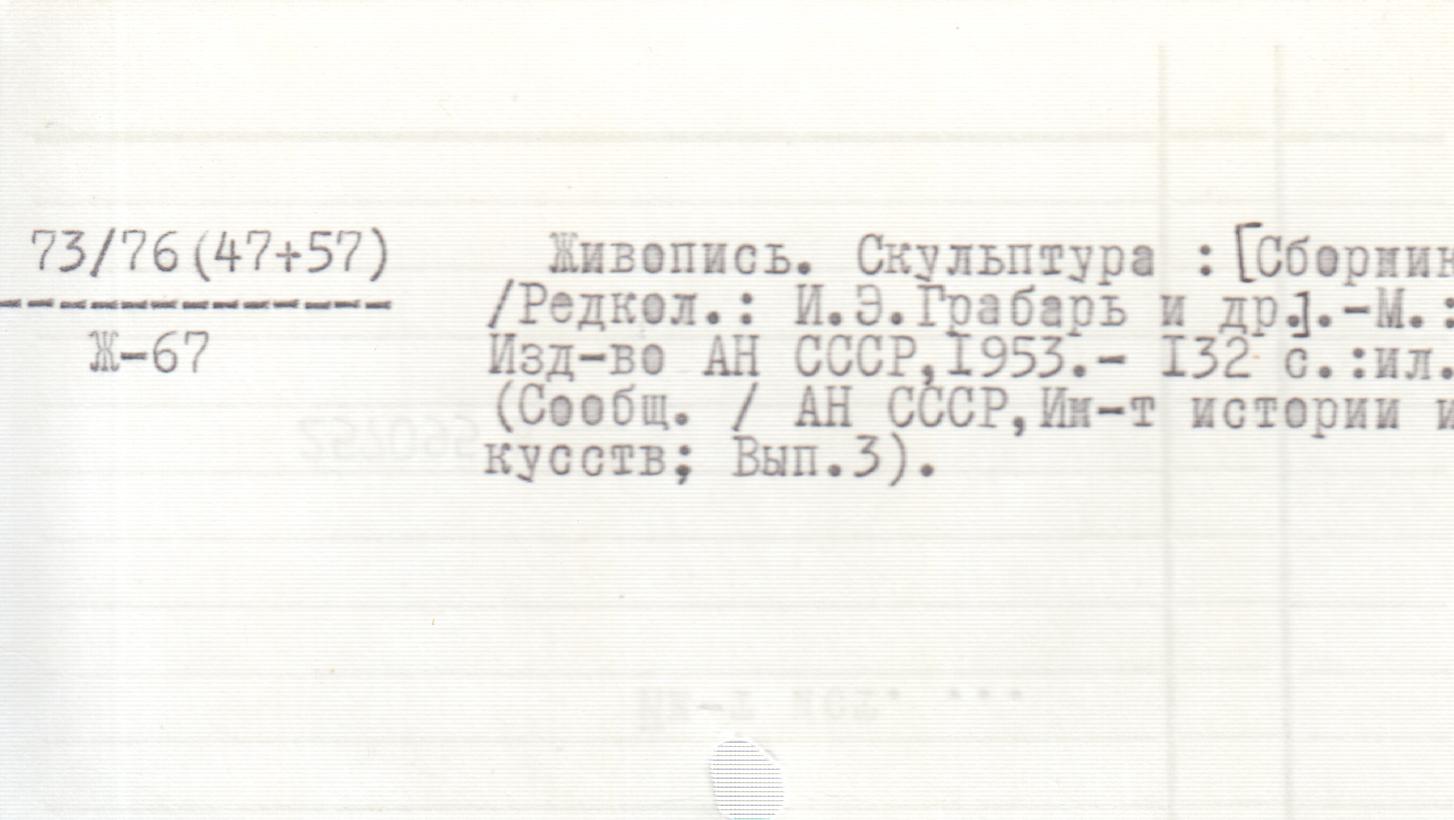 73/76(47+57)
Ж-67
Живопись. Скульптура : [Сборник
/Редкол.: И.Э.Грабарь и др.].-М.:
Изд-во АН СССР,1953.- 132 с.:ил.
(Сообщ. / АН СССР,Ин-т истории и
кусств; Вып.3).